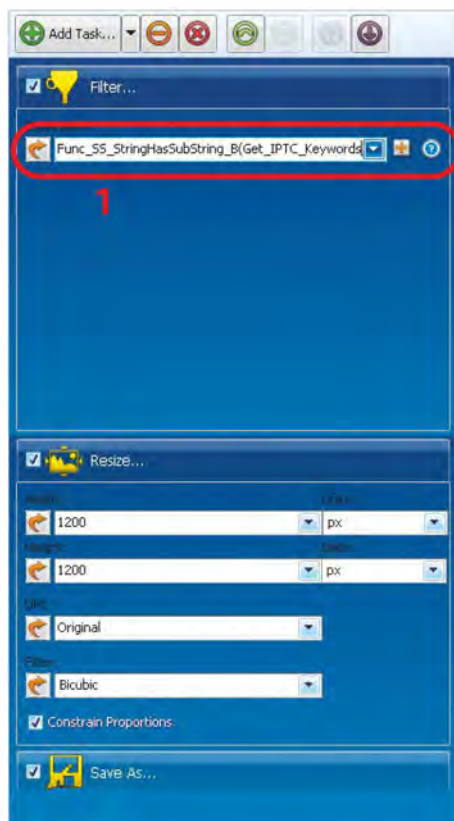 Add Task...
Filter...
Func_SS_StringHasSubString_B(Get_IPTC_Keywords
1
Resize...
1200
px
1200
px
Original
Bicubic
Constrain Proportions
Save As...